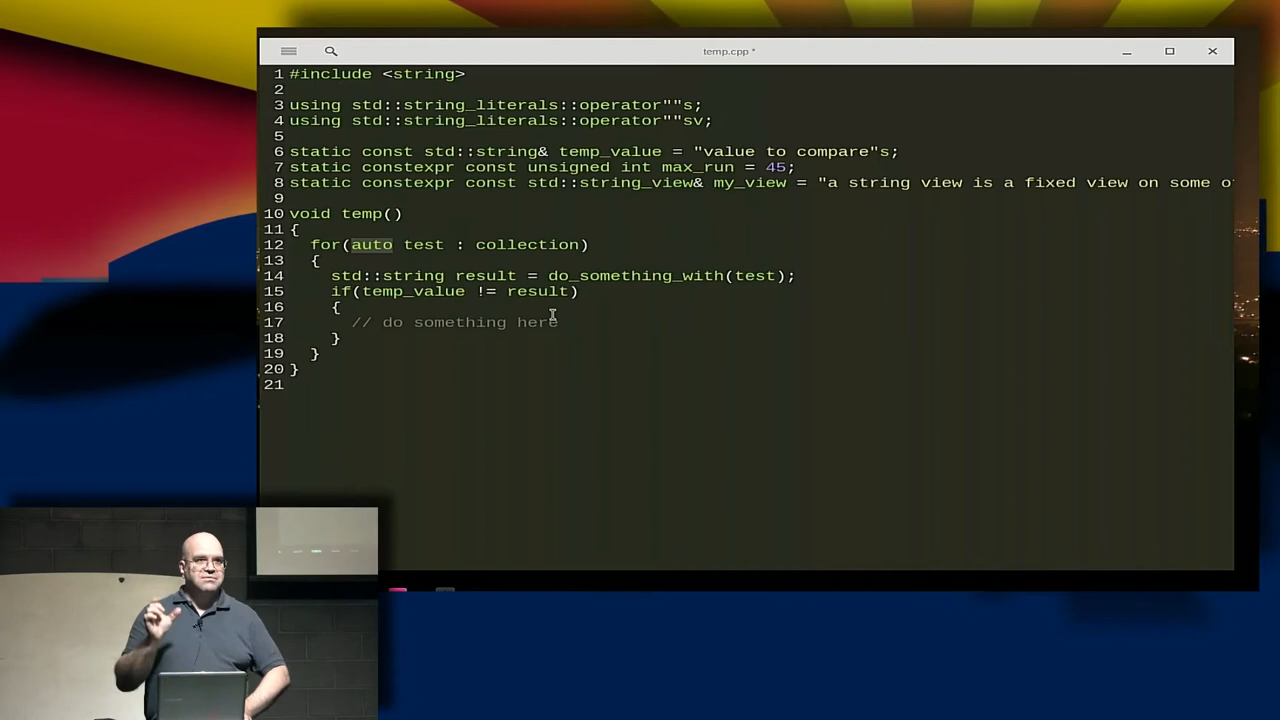 temp.cpp *
1 #include <string>
2
3 using std::string_literals::operator""s;
4 using std::string_literals::operator""sv;
5
6 static const std::string& temp_value = "value to compare"s;
7 static constexpr const unsigned int max_run = 45;
8 static constexpr const std::string_view& my_view = "a string view is a fixed view on some o
9
10 void temp()
11 {
12   for(auto test : collection)
13   {
14     std::string result = do_something_with(test);
15     if(temp_value != result)
16     {
17       // do something here
18     }
19   }
20 }
21